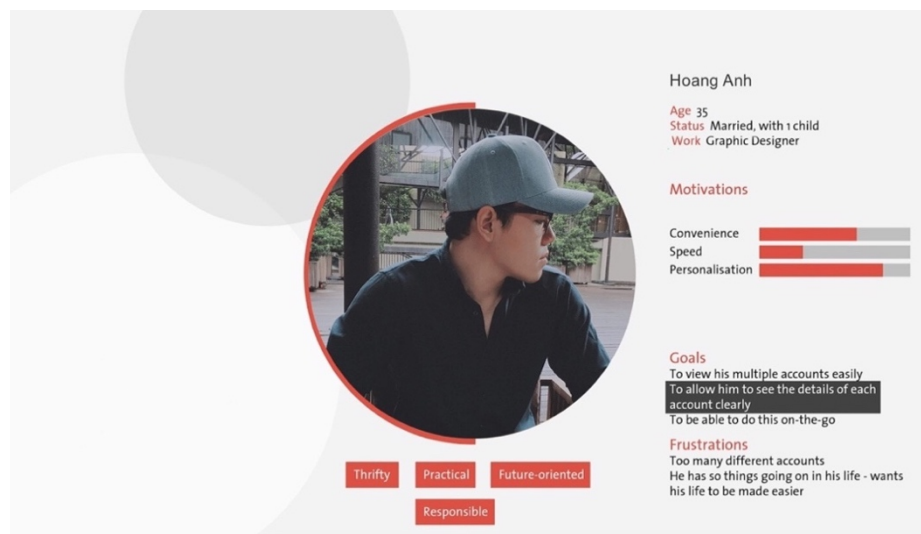 Hoang Anh
Age 35
Status Married, with 1 child
Work Graphic Designer
Motivations
Convenience
Speed
Personalisation
Goals
To view his multiple accounts easily
To allow him to see the details of each
account clearly
To be able to do this on-the-go
Frustrations
Too many different accounts
He has so things going on in his life - wants
his life to be made easier
Thrifty Practical Future-oriented
Responsible